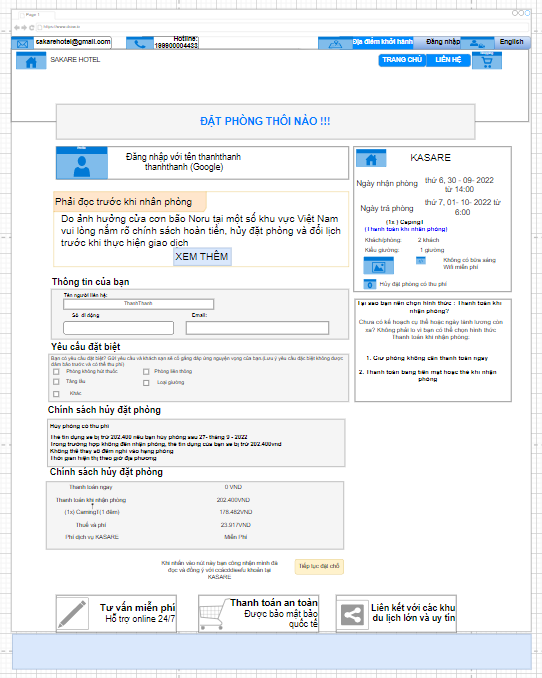 Page 1
sakarehotel@gmail.com
Hotline:
199900004438
Địa điểm khởi hành
Đăng nhập
English
SAKARE HOTEL
TRANG CHỦ
LIÊN HỆ
ĐẶT PHÒNG THÔI NÀO !!!
Đăng nhập với tên thanhthanh
thanhthanh (Google)
KASARE
Ngày nhận phòng
thứ 6, 30 - 09- 2022
từ 14:00
Ngày trả phòng
thứ 7, 01- 10- 2022 từ
6:00
(1x ) Caping1
(Thanh toán khi nhận phòng)
Khách/phòng: 2 khách
Kiểu giường: 1 giường
Không có bữa sáng
Wifi miễn phí
Hủy đặt phòng có thu phí
Phải đọc trước khi nhân phòng
Do ảnh hưởng cửa cơn bão Noru tại một số khu vực Việt Nam
vui lòng nắm rõ chính sách hoàn tiền, hủy đặt phòng và đổi lịch
trước khi thực hiện giao dịch
XEM THÊM
Thông tin của bạn
Tên người liên hệ:
ThanhThanh
Số di động
Email:
Tại sao bạn nên chọn hình thức : Thanh toán khi
nhận phòng?
Chưa có kế hoạch cụ thể hoặc ngày lành lương còn
xa? Không phải lo vì bạn có thể chọn hình thức
Thanh toán khi nhận phòng:
1. Giữ phòng không cần thanh toán ngay
2. Thanh toán bằng tiền mặt hoặc thẻ khi nhận
phòng
Yêu cầu đặt biệt
Bạn có yêu cầu đặt biệt? Gửi yêu cầu và khách sạn sẽ cố gắng đáp ứng nguyện vọng của bạn.(Lưu ý yêu cầu đặc biệt không được
đảm bảo trước và có thể thu phí)
Phòng không hút thuốc
Phòng liên thông
Tầng lầu
Loại giường
Khác
Chính sách hủy đặt phòng
Hủy phòng có thu phí
Thẻ tín dụng sẽ bị trừ 202.400 nếu bạn hủy phòng sau 27- tháng 9 - 2022
Trong trường hợp không đến nhận phòng, thẻ tín dụng của bạn sẽ bị trừ 202.400vnd
Không thể thay số đêm nghỉ vào hạng phòng
Thời gian hiện thị theo giờ địa phương
Chính sách hủy đặt phòng
Thanh toán ngay 0 VND
Thanh toán khi nhận phòng 202.400VND
(1x) Caming1(1 đêm) 178.482VND
Thuế và phí 23.917VND
Phí dịch vụ KASARE Miễn Phí
Khi nhấn vào nút này bạn công nhận mình đã
đọc và đồng ý với
khoản tại
KASARE
Tiếp tục đặt chỗ
Tư vấn miễn phí
Hỗ trợ online 24/7
Thanh toán an toàn
Được bảo mật bảo
quốc tế
Liên kết với các khu
du lịch lớn và uy tín